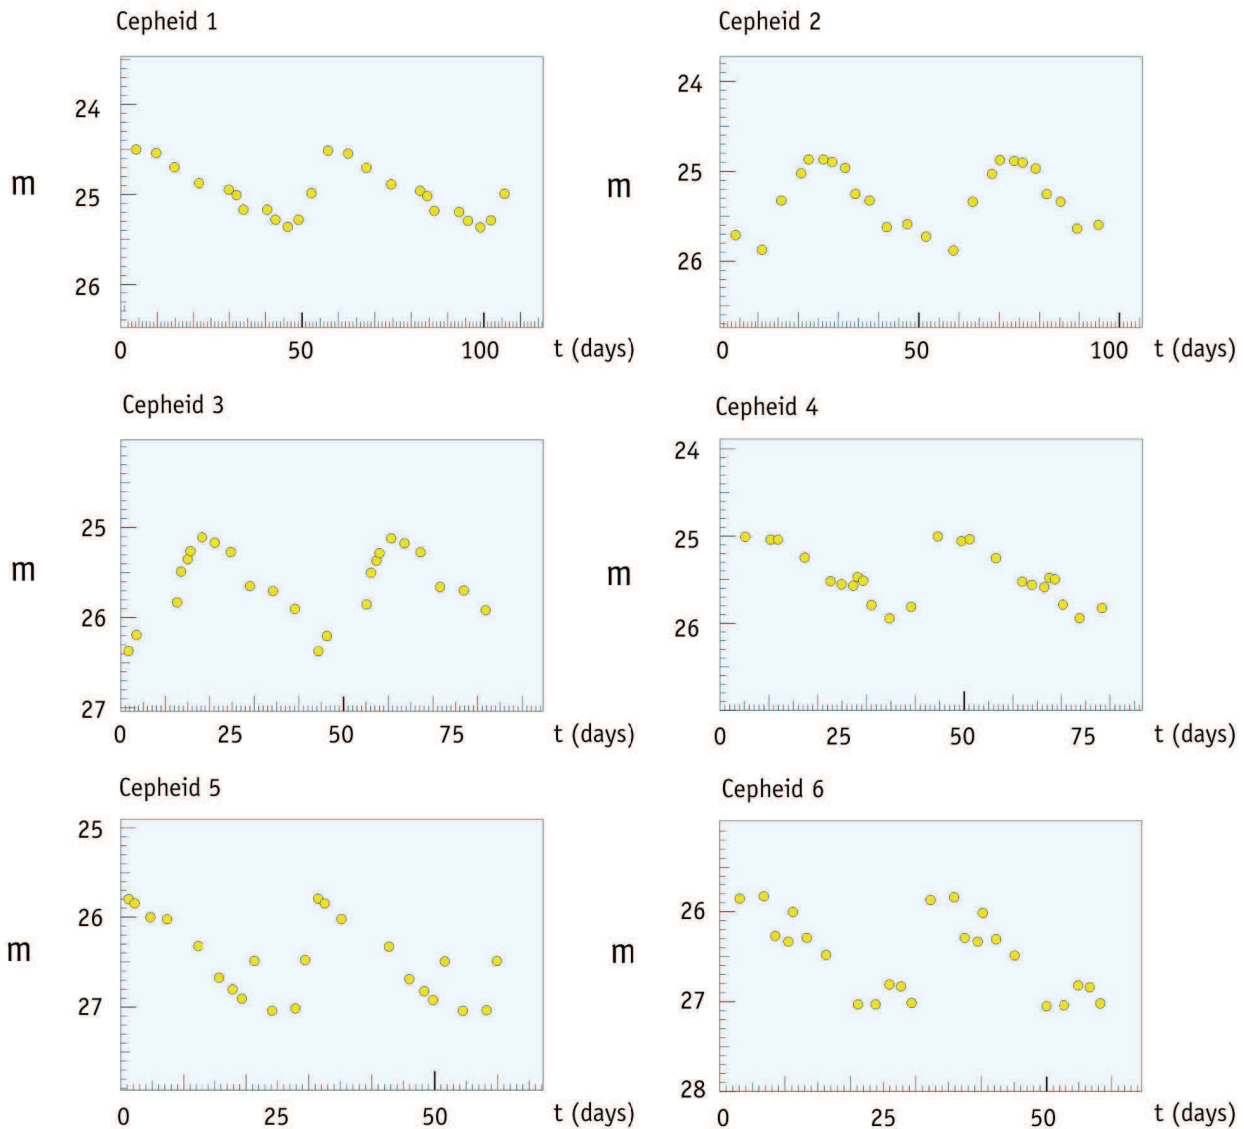 Cepheid 1
24
25
26
m
0 50 100 t (days)
Cepheid 2
24
25
26
m
0 50 100 t (days)
Cepheid 3
25
26
27
m
0 25 50 75 t (days)
Cepheid 4
24
25
26
m
0 25 50 75 t (days)
Cepheid 5
25
26
27
m
0 50 t (days)
Cepheid 6
26
27
28
m
0 25 50 t (days)